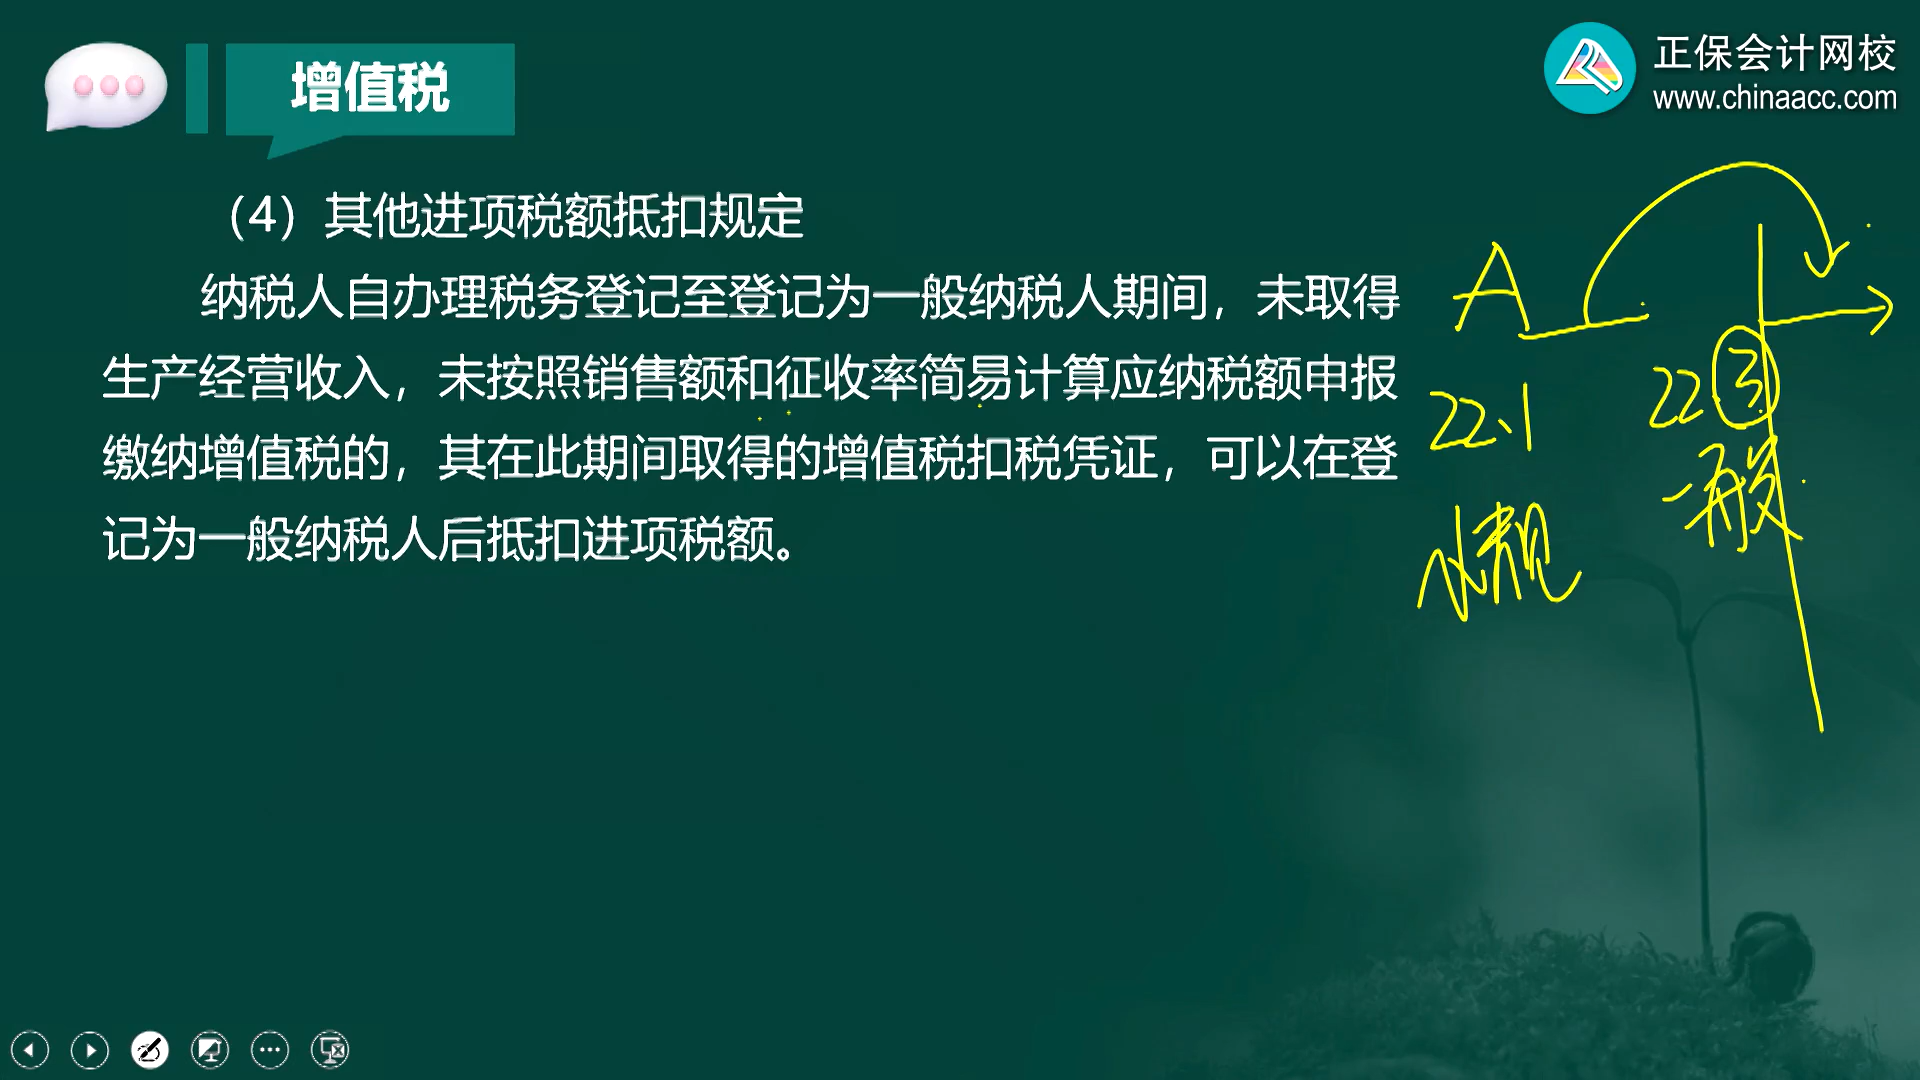 增值税
正保会计网校
www.chinaacc.com
（4）其他进项税额抵扣规定
纳税人自办理税务登记至登记为一般纳税人期间，未取得
生产经营收入，未按照销售额和征收率简易计算应纳税额申报
缴纳增值税的，其在此期间取得的增值税扣税凭证，可以在登
记为一般纳税人后抵扣进项税额。
A
22.1
22 3
一般
小规